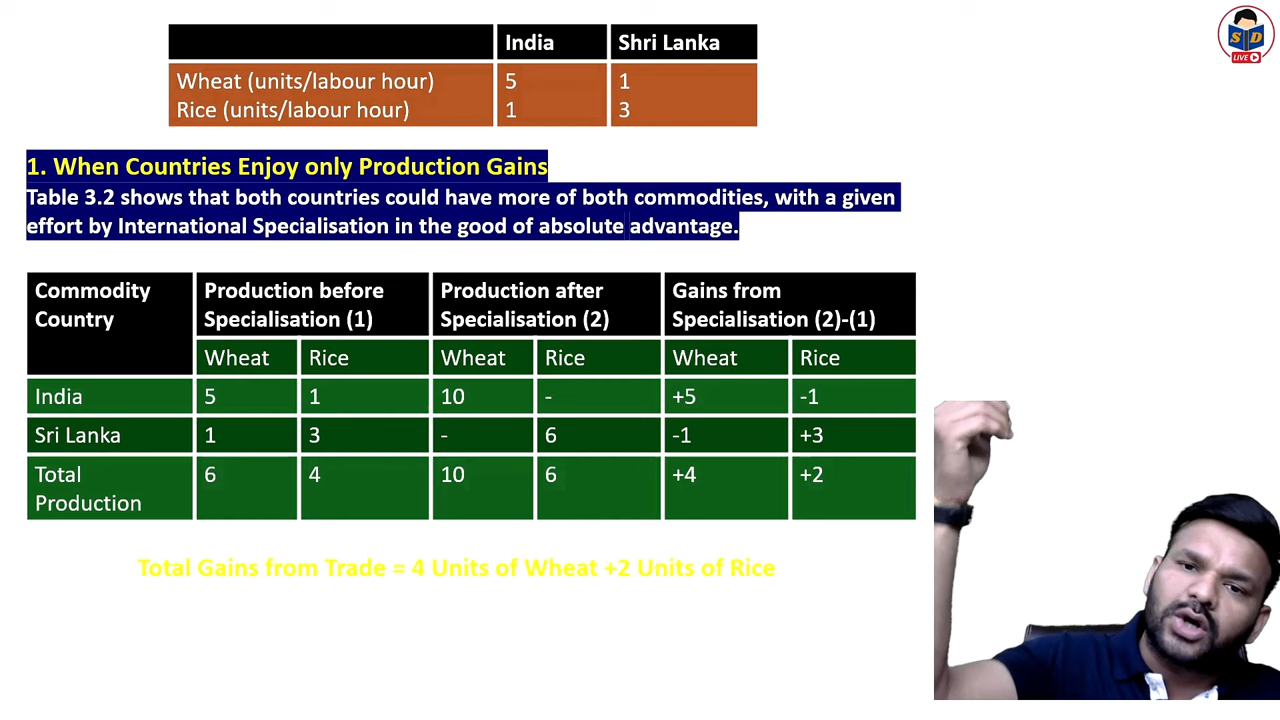 S D
LIVE
India Shri Lanka
Wheat (units/labour hour) 5 1
Rice (units/labour hour) 1 3
1. When Countries Enjoy only Production Gains
Table 3.2 shows that both countries could have more of both commodities, with a given
effort by International Specialisation in the good of absolute advantage.
Commodity Production before Production after Gains from
Country Specialisation (1) Specialisation (2) Specialisation (2)-(1)
Wheat Rice Wheat Rice Wheat Rice
India 5 1 10 - +5 -1
Sri Lanka 1 3 - 6 -1 +3
Total 6 4 10 6 +4 +2
Production
Total Gains from Trade = 4 Units of Wheat +2 Units of Rice